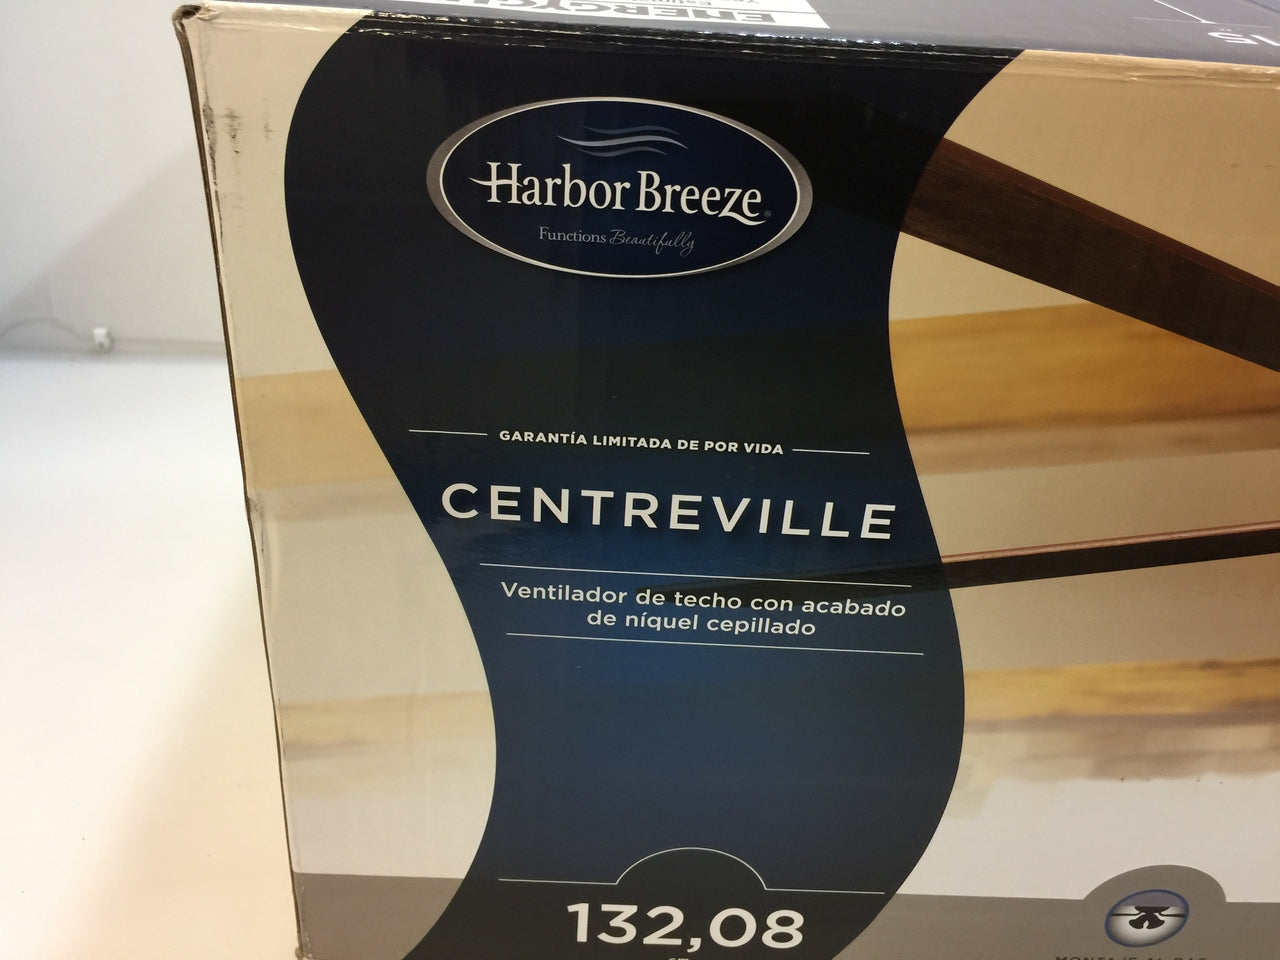 ENERGYGUIDE
Harbor Breeze®
Functions Beautifully
GARANTÍA LIMITADA DE POR VIDA
CENTREVILLE
Ventilador de techo con acabado
de níquel cepillado
132,08